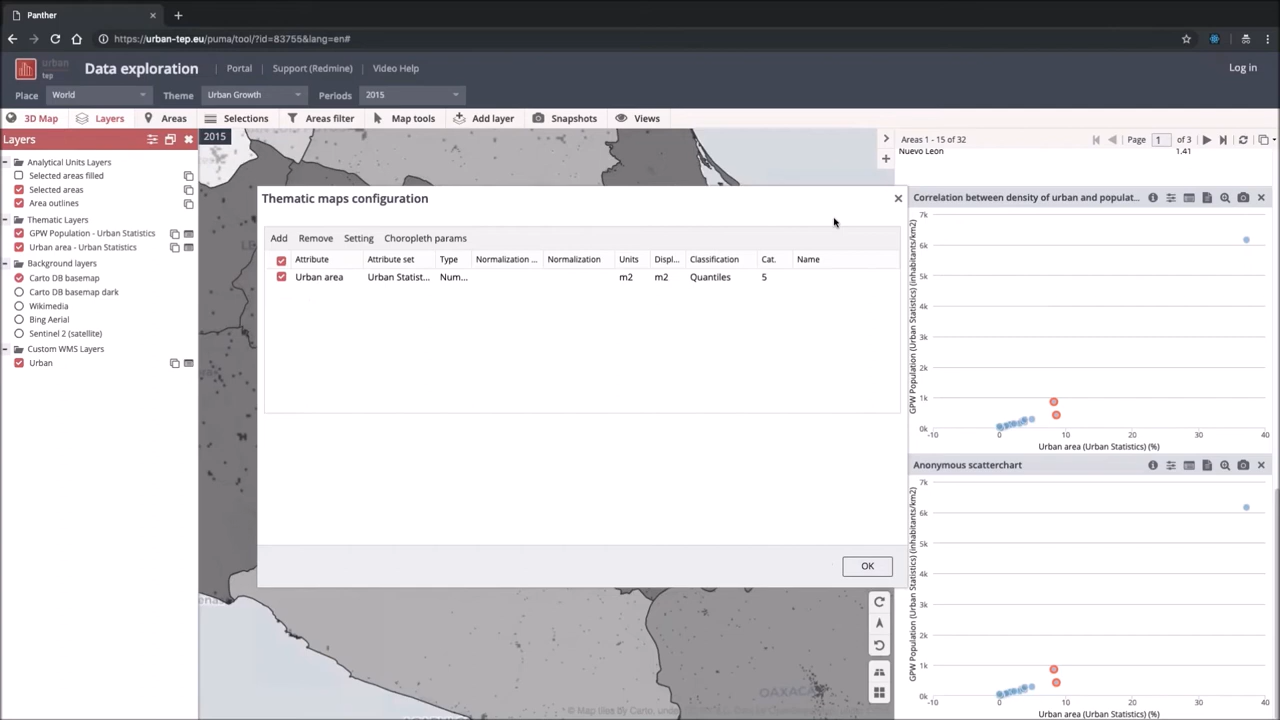 Panther
https://urban-tep.eu/puma/tool/?id=83755&lang=en#
urban
tep
Data exploration
Portal
Support (Redmine)
Video Help
Log in
Place
World
Theme
Urban Growth
Periods
2015
3D Map
Layers
Areas
Selections
Areas filter
Map tools
Add layer
Snapshots
Views
Layers
Analytical Units Layers
Selected areas filled
Selected areas
Area outlines
Thematic Layers
GPW Population - Urban Statistics
Urban area - Urban Statistics
Background layers
Carto DB basemap
Carto DB basemap dark
Wikimedia
Bing Aerial
Sentinel 2 (satellite)
Custom WMS Layers
Urban
2015
Thematic maps configuration
Add Remove Setting Choropleth params
Attribute Attribute set Type Normalization ... Normalization Units Displ... Classification Cat. Name
Urban area Urban Statist... Num... m2 m2 Quantiles 5
OK
OAXACA
Areas 1 - 15 of 32
Page 1 of 3
Nuevo Leon 1.41
Correlation between density of urban and populat...
GPW Population (Urban Statistics) (inhabitants/km2)
7k
6k
5k
4k
3k
2k
1k
0k
-10 0 10 20 30 40
Urban area (Urban Statistics) (%)
Anonymous scatterchart
GPW Population (Urban Statistics) (inhabitants/km2)
7k
6k
5k
4k
3k
2k
1k
0k
-10 0 10 20 30 40
Urban area (Urban Statistics) (%)